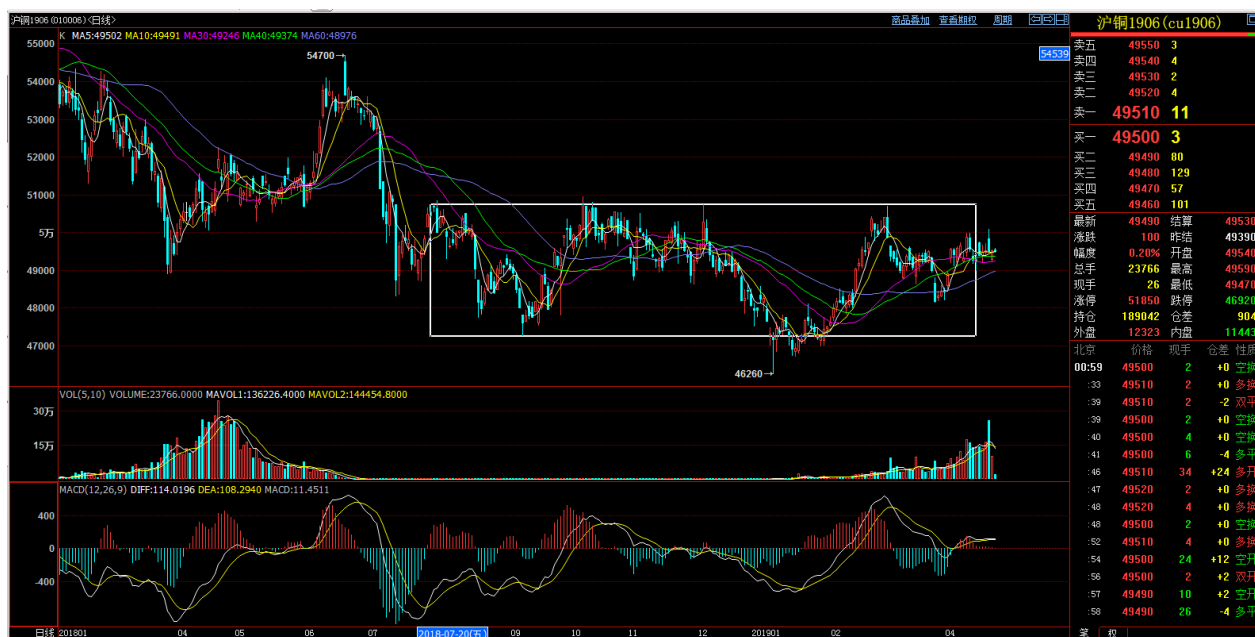 沪铜1906 (010006)<日线>
商品叠加 查看期权 周期
沪铜1906(cu1906)
K MA5:49502 MA10:49491 MA30:49246 MA40:49374 MA60:48976
55000
54000
53000
52000
51000
5万
49000
48000
47000
54700→
54539
46260→
VOL(5,10) VOLUME:23766.0000 MAVOL1:136226.4000 MAVOL2:144454.8000
30万
15万
MACD(12,26,9) DIFF:114.0196 DEA:108.2940 MACD:11.4511
400
0
-400
日线 201801 04 05 06 07 2018-07-20(五) 09 10 11 12 201901 02 04
卖五 49550 3
卖四 49540 4
卖三 49530 2
卖二 49520 4
卖一 49510 11
买一 49500 3
买二 49490 80
买三 49480 129
买四 49470 57
买五 49460 101
最新 49490 结算 49530
涨跌 100 昨结 49390
幅度 0.20% 开盘 49540
总手 23766 最高 49590
现手 26 最低 49470
涨停 51850 跌停 46920
持仓 189042 仓差 904
外盘 12323 内盘 11443
北京 价格 现手 仓差 性质
00:59 49500 2 +0 空换
:33 49510 2 +0 多换
:39 49510 2 -2 双平
:39 49500 2 +0 空换
:40 49500 4 +0 空换
:41 49500 6 -4 多平
:46 49510 34 +24 多开
:47 49520 2 +0 多换
:48 49520 4 +0 多换
:48 49500 2 +0 空换
:52 49510 4 +0 多换
:54 49500 24 +12 空开
:56 49500 2 +2 双开
:57 49490 10 +2 空开
:58 49490 26 -4 多平
笔 权